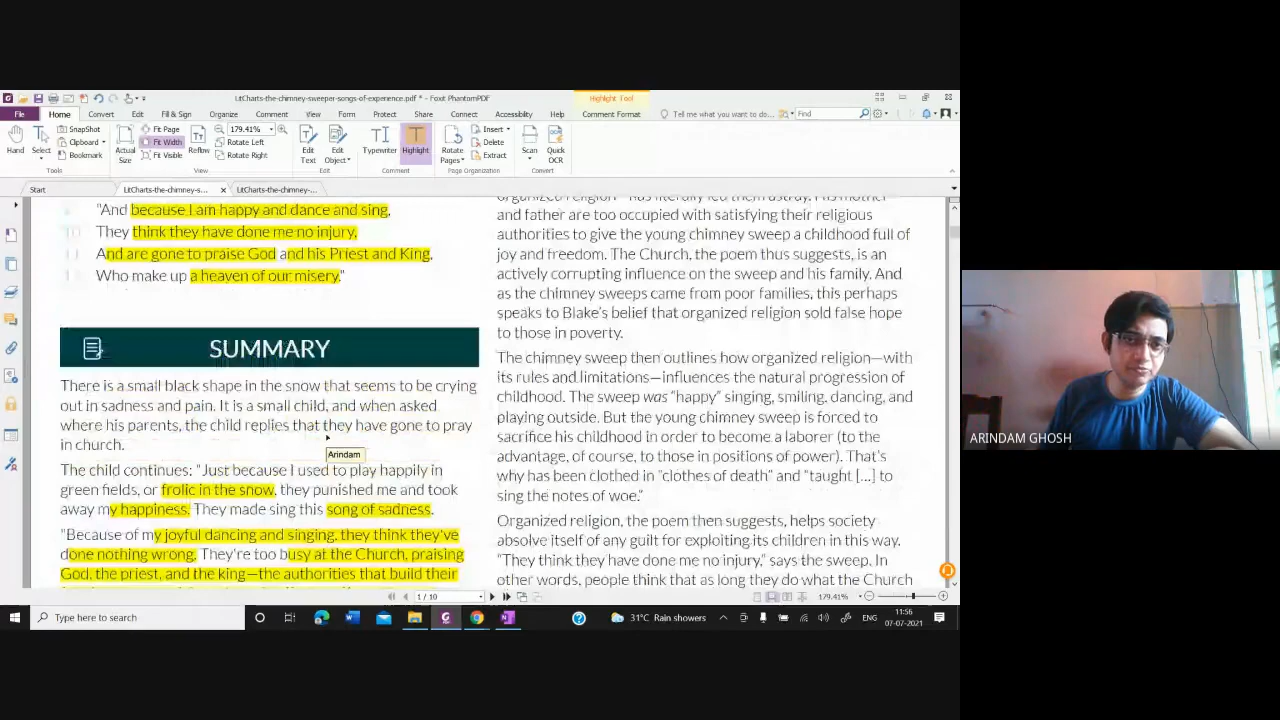 LitCharts-the-chimney-sweeper-songs-of-experience.pdf * - Foxit PhantomPDF
Highlight Tool
File
Home
Convert
Edit
Fill & Sign
Review
View
Form
Protect
Share
Connect
Accessibility
Help
Comment Format
Tell me what you want to do...
Find
Hand
Select
SnapShot
Clipboard
Bookmark
Tools
Actual
Size
Fit Page
Fit Width
Fit Visible
Reflow
179.41%
Rotate Left
Rotate Right
View
Edit
Text
Edit
Object
Edit
Typewriter
Highlight
Comment
Rotate
Pages
Insert
Delete
Extract
Page Organization
Scan
Quick
OCR
Convert
Start
LitCharts-the-chimney-s...
LitCharts-the-chimney-...
"And because I am happy and dance and sing,
They think they have done me no injury,
And are gone to praise God and his Priest and King,
Who make up a heaven of our misery."
SUMMARY
There is a small black shape in the snow that seems to be crying
out in sadness and pain. It is a small child, and when asked
where his parents, the child replies that they have gone to pray
in church.
Arindam
The child continues: "Just because I used to play happily in
green fields, or frolic in the snow, they punished me and took
away my happiness. They made sing this song of sadness.
"Because of my joyful dancing and singing, they think they've
done nothing wrong. They're too busy at the Church, praising
God, the priest, and the king—the authorities that build their
organized religion has literally led them astray. His mother
and father are too occupied with satisfying their religious
authorities to give the young chimney sweep a childhood full of
joy and freedom. The Church, the poem thus suggests, is an
actively corrupting influence on the sweep and his family. And
as the chimney sweeps came from poor families, this perhaps
speaks to Blake's belief that organized religion sold false hope
to those in poverty.
The chimney sweep then outlines how organized religion—with
its rules and limitations—influences the natural progression of
childhood. The sweep was "happy" singing, smiling, dancing, and
playing outside. But the young chimney sweep is forced to
sacrifice his childhood in order to become a laborer (to the
advantage, of course, to those in positions of power). That's
why has been clothed in "clothes of death" and "taught [...] to
sing the notes of woe."
Organized religion, the poem then suggests, helps society
absolve itself of any guilt for exploiting its children in this way.
"They think they have done me no injury," says the sweep. In
other words, people think that as long they do what the Church
1 / 10
179.41%
Type here to search
31°C Rain showers
ENG
11:56
07-07-2021
ARINDAM GHOSH